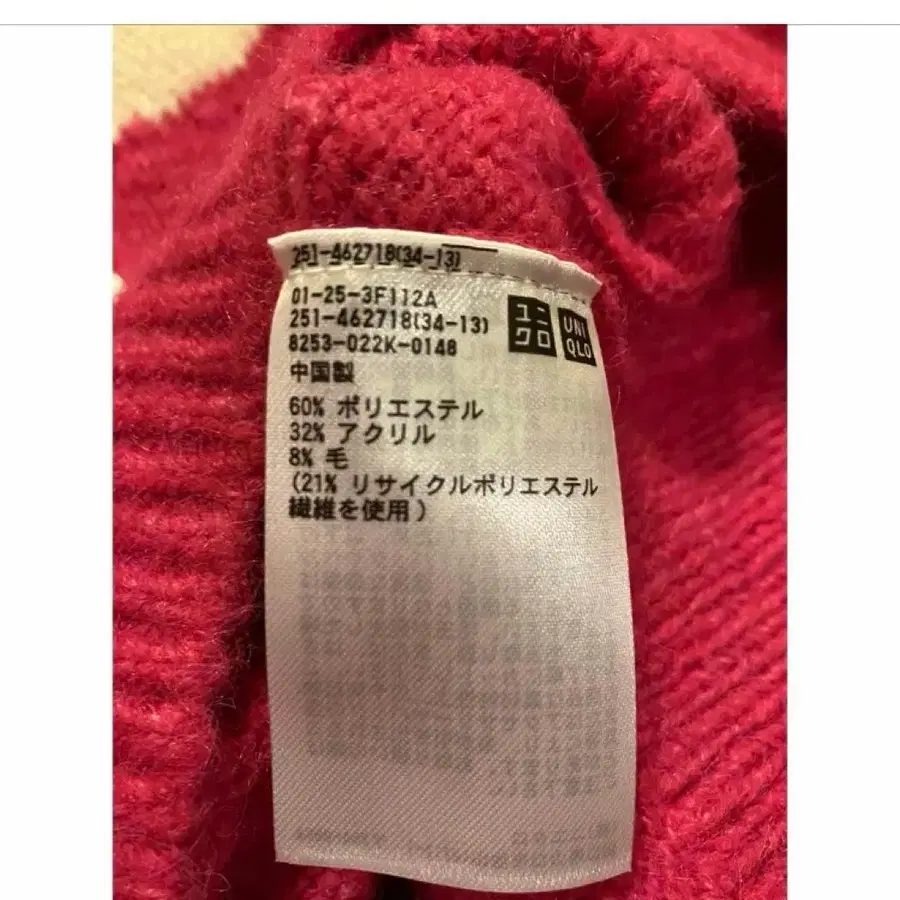 251-462718(34-13)
01-25-3F112A
251-462718(34-13)
8253-022K-0148
ユニ
クロ
UNI
QLO
中国製
60% ポリエステル
32% アクリル
8% 毛
(21% リサイクルポリエステル
繊維を使用)